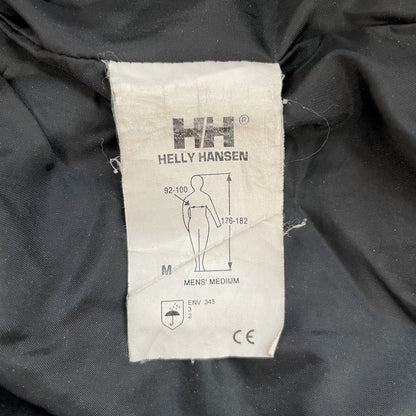 HH®
HELLY HANSEN
92-100
176-182
M
MENS' MEDIUM
ENV 343
3
2
CE